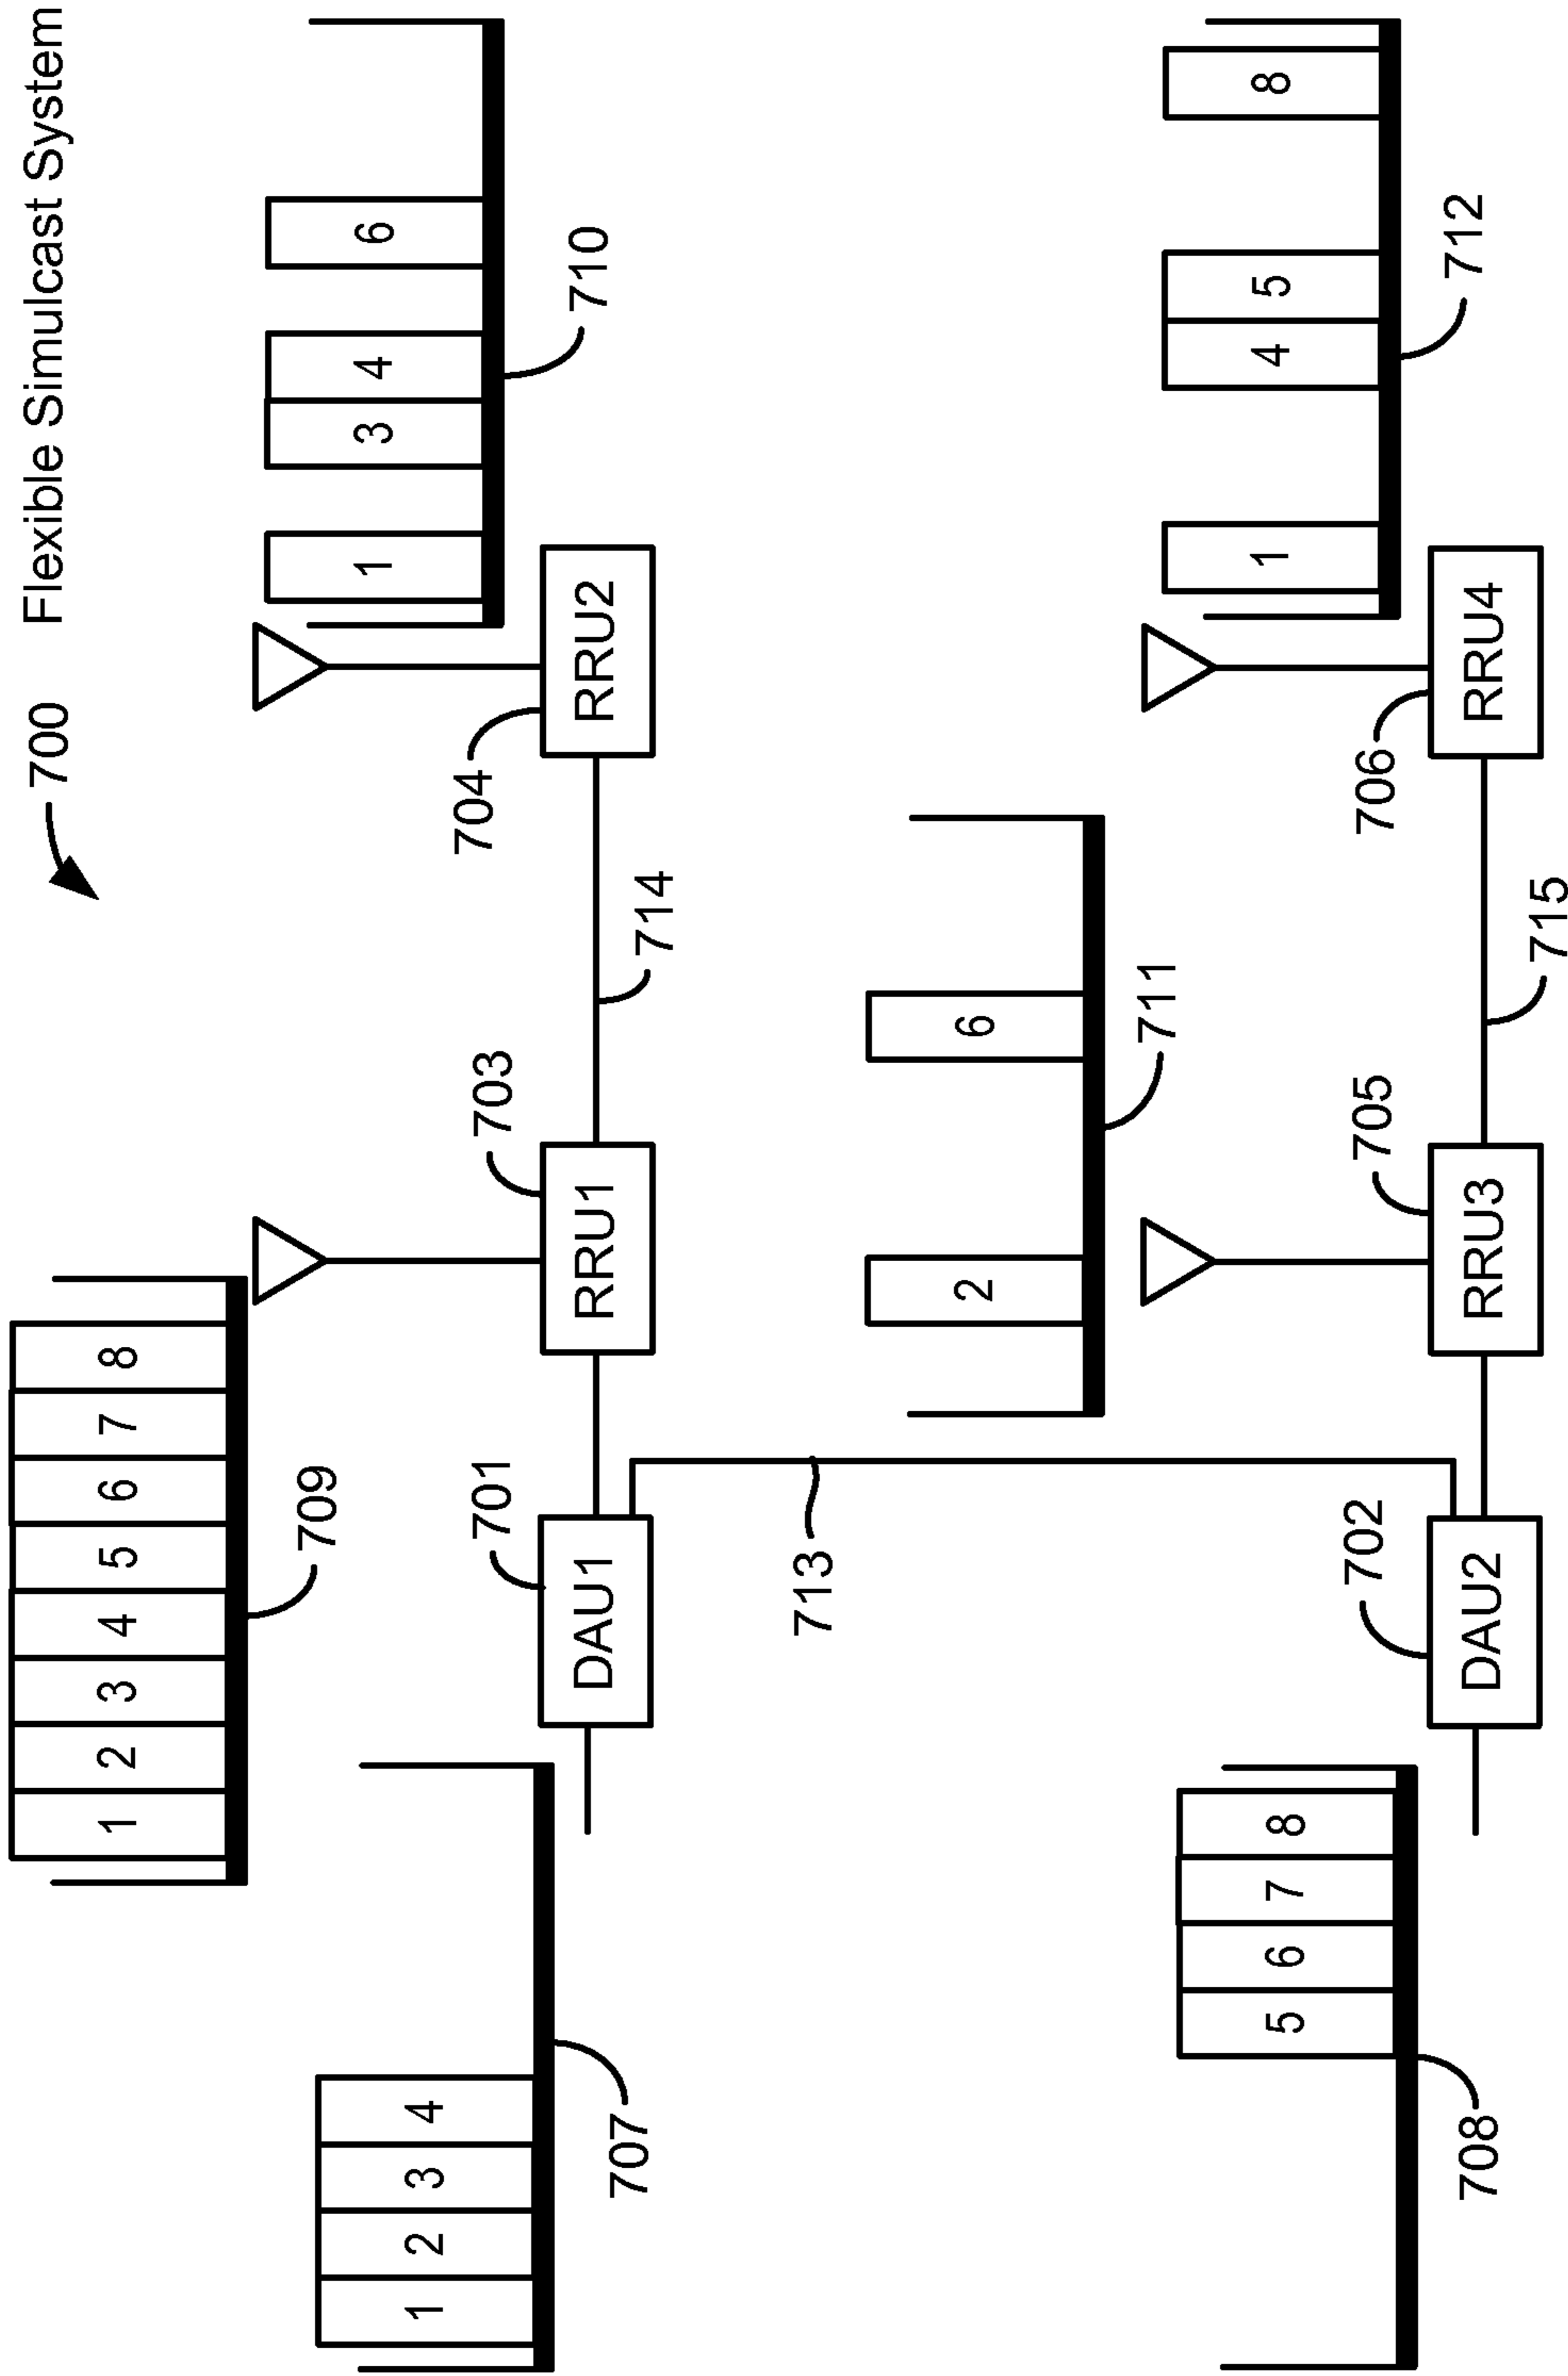 700 Flexible Simulcast System
1 2 3 4 5 6 7 8
709
1 2 3 4
707
1 3 4 6
710
701
703
704
DAU1
RRU1
RRU2
714
713
2 6
711
5 6 7 8
708
1 4 5 8
712
702
705
706
DAU2
RRU3
RRU4
715